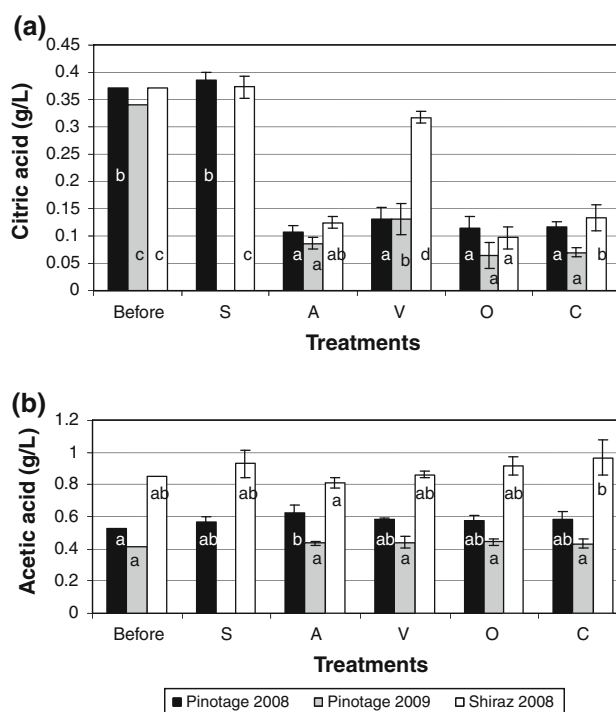 (a)
Citric acid (g/L)
0.45
0.4
0.35
0.3
0.25
0.2
0.15
0.1
0.05
0
b c c b c a a ab a b d a a a a a b
Before S A V O C
Treatments
(b)
Acetic acid (g/L)
1.2
1
0.8
0.6
0.4
0.2
0
a a ab ab ab b a a ab a ab ab a ab ab a b
Before S A V O C
Treatments
Pinotage 2008 Pinotage 2009 Shiraz 2008